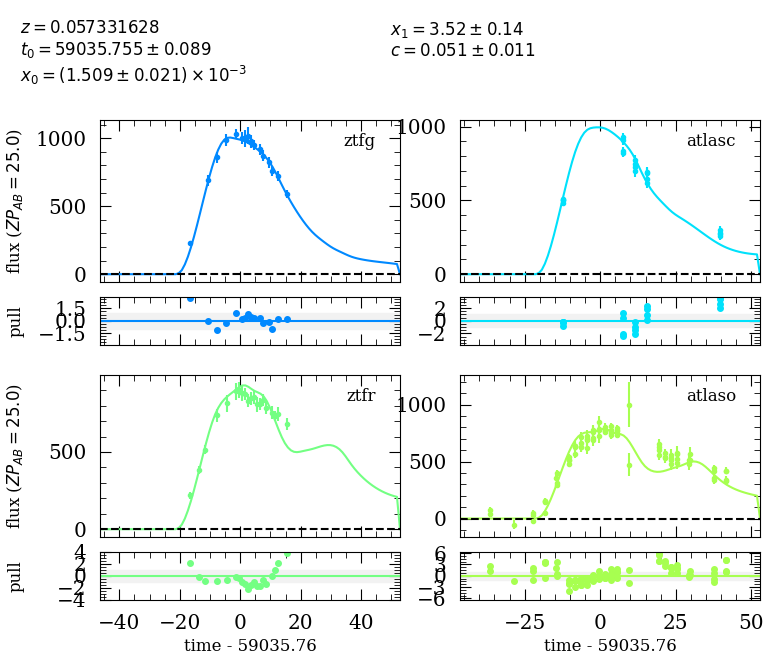 z = 0.057331628
t₀ = 59035.755 ± 0.089
x₀ = (1.509 ± 0.021) × 10⁻³
x₁ = 3.52 ± 0.14
c = 0.051 ± 0.011
flux (ZP_AB = 25.0)
1000
500
0
ztfg
1000
500
0
atlasc
pull
1.5
0.0
−1.5
2
0
−2
flux (ZP_AB = 25.0)
500
0
ztfr
1000
500
0
atlaso
pull
4
2
0
−2
−4
6
3
0
−3
−6
−40 −20 0 20 40
−25 0 25 50
time - 59035.76
time - 59035.76